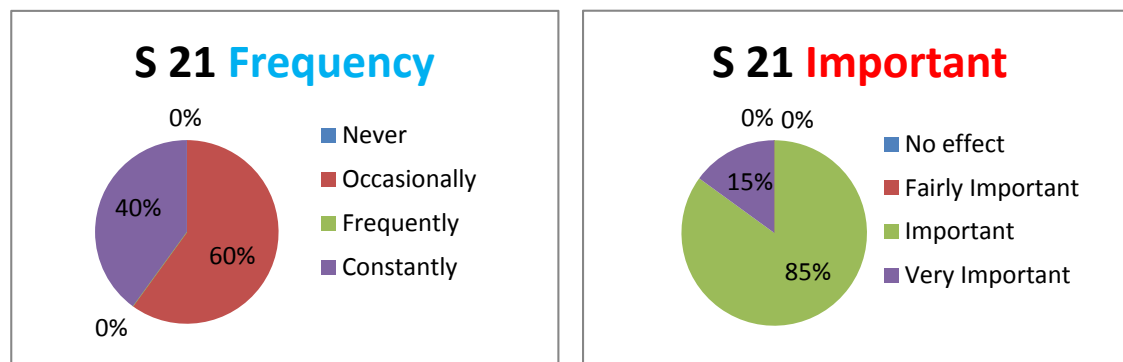 S 21 Frequency
0%
40%
60%
0%
Never
Occasionally
Frequently
Constantly
S 21 Important
0% 0%
15%
85%
No effect
Fairly Important
Important
Very Important